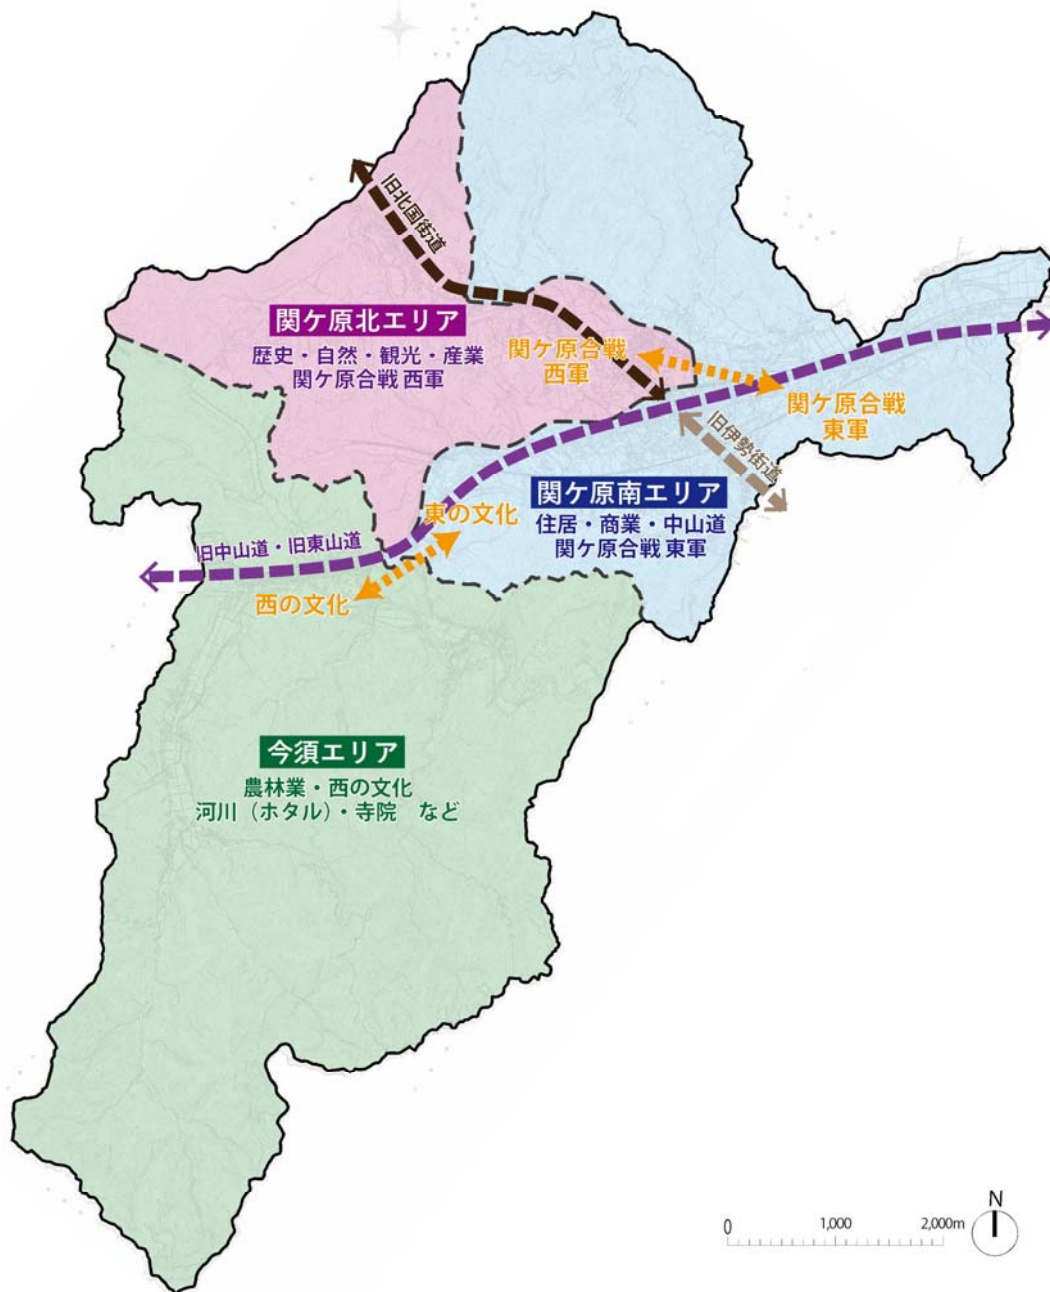 旧北国街道
関ケ原北エリア
歴史・自然・観光・産業
関ケ原合戦 西軍
関ケ原合戦
西軍
関ケ原合戦
東軍
旧伊勢街道
関ケ原南エリア
住居・商業・中山道
関ケ原合戦 東軍
東の文化
旧中山道・旧東山道
西の文化
今須エリア
農林業・西の文化
河川（ホタル）・寺院　など
N
0 1,000 2,000m